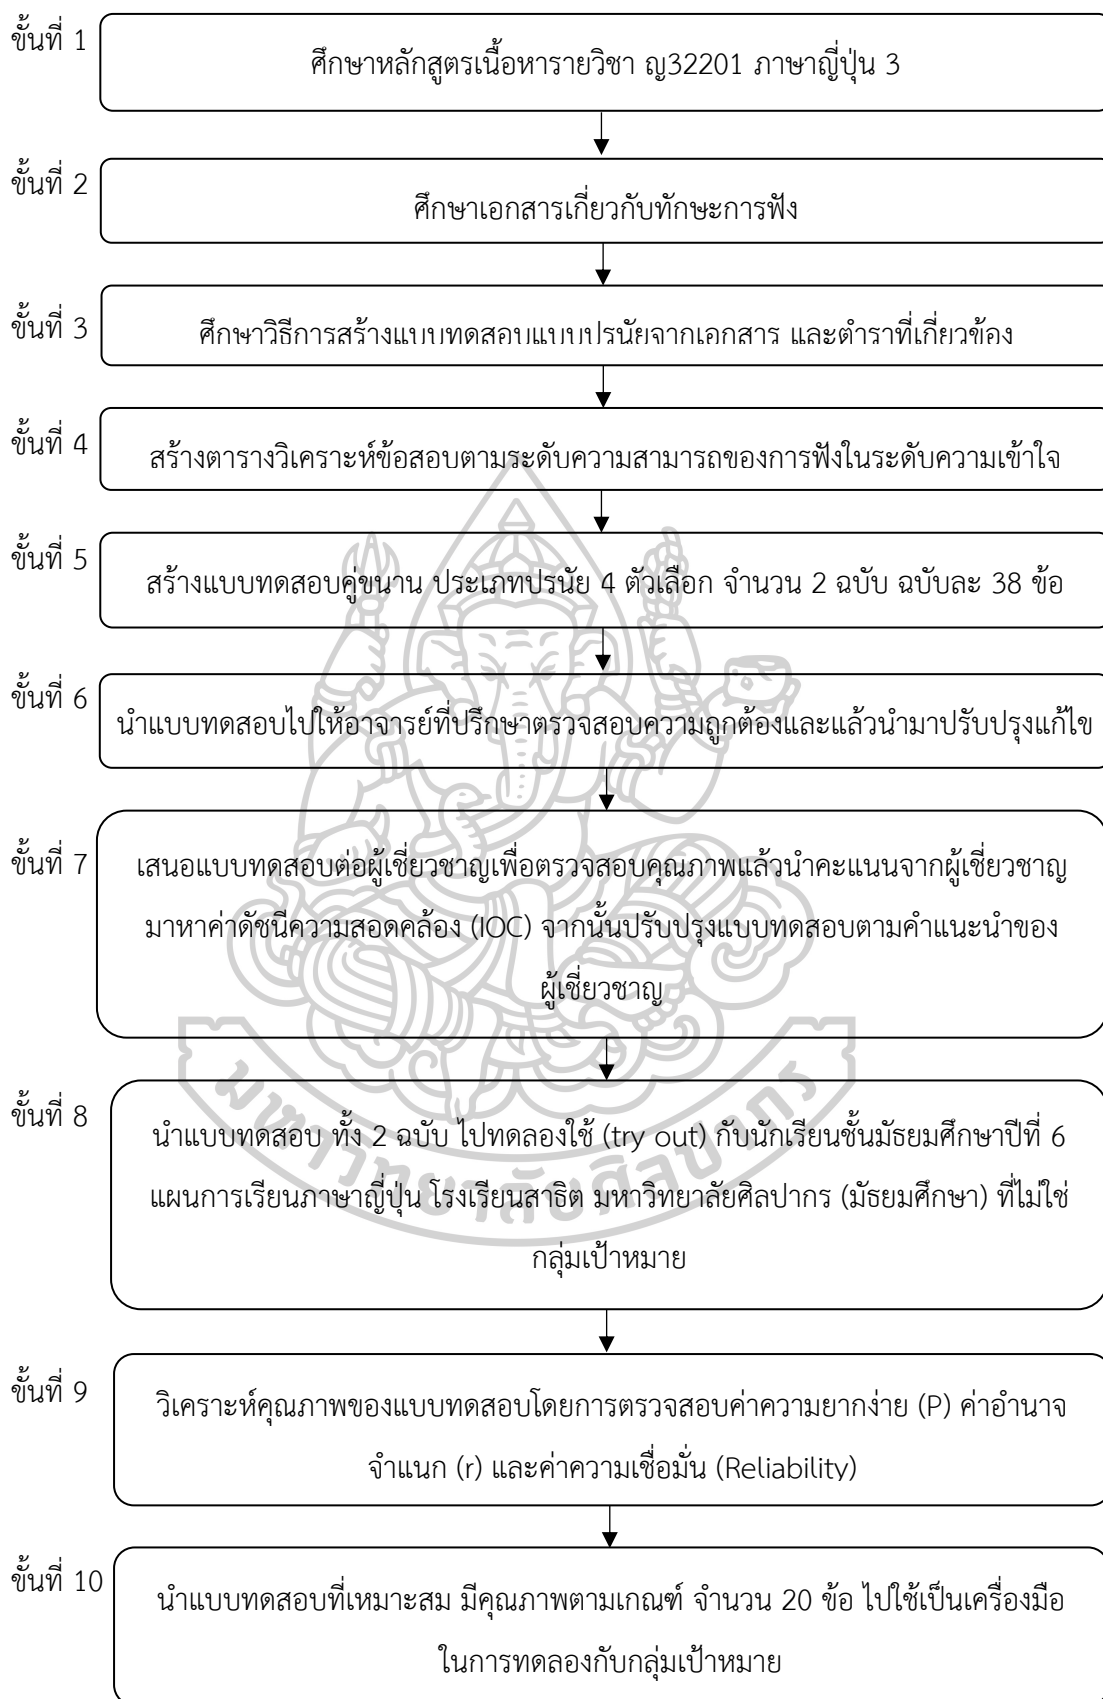 ขั้นที่ 1
ศึกษาหลักสูตรเนื้อหารายวิชา ญ32201 ภาษาญี่ปุ่น 3
ขั้นที่ 2
ศึกษาเอกสารเกี่ยวกับทักษะการฟัง
ขั้นที่ 3
ศึกษาวิธีการสร้างแบบทดสอบแบบปรนัยจากเอกสาร และตำราที่เกี่ยวข้อง
ขั้นที่ 4
สร้างตารางวิเคราะห์ข้อสอบตามระดับความสามารถของการฟังในระดับความเข้าใจ
ขั้นที่ 5
สร้างแบบทดสอบคู่ขนาน ประเภทปรนัย 4 ตัวเลือก จำนวน 2 ฉบับ ฉบับละ 38 ข้อ
ขั้นที่ 6
นำแบบทดสอบไปให้อาจารย์ที่ปรึกษาตรวจสอบความถูกต้องและแล้วนำมาปรับปรุงแก้ไข
ขั้นที่ 7
เสนอแบบทดสอบต่อผู้เชี่ยวชาญเพื่อตรวจสอบคุณภาพแล้วนำคะแนนจากผู้เชี่ยวชาญ
มาหาค่าดัชนีความสอดคล้อง (IOC) จากนั้นปรับปรุงแบบทดสอบตามคำแนะนำของ
ผู้เชี่ยวชาญ
ขั้นที่ 8
นำแบบทดสอบ ทั้ง 2 ฉบับ ไปทดลองใช้ (try out) กับนักเรียนชั้นมัธยมศึกษาปีที่ 6
แผนการเรียนภาษาญี่ปุ่น โรงเรียนสาธิต มหาวิทยาลัยศิลปากร (มัธยมศึกษา) ที่ไม่ใช่
กลุ่มเป้าหมาย
มหาวิทยาลัยศิลปากร
ขั้นที่ 9
วิเคราะห์คุณภาพของแบบทดสอบโดยการตรวจสอบค่าความยากง่าย (P) ค่าอำนาจ
จำแนก (r) และค่าความเชื่อมั่น (Reliability)
ขั้นที่ 10
นำแบบทดสอบที่เหมาะสม มีคุณภาพตามเกณฑ์ จำนวน 20 ข้อ ไปใช้เป็นเครื่องมือ
ในการทดลองกับกลุ่มเป้าหมาย